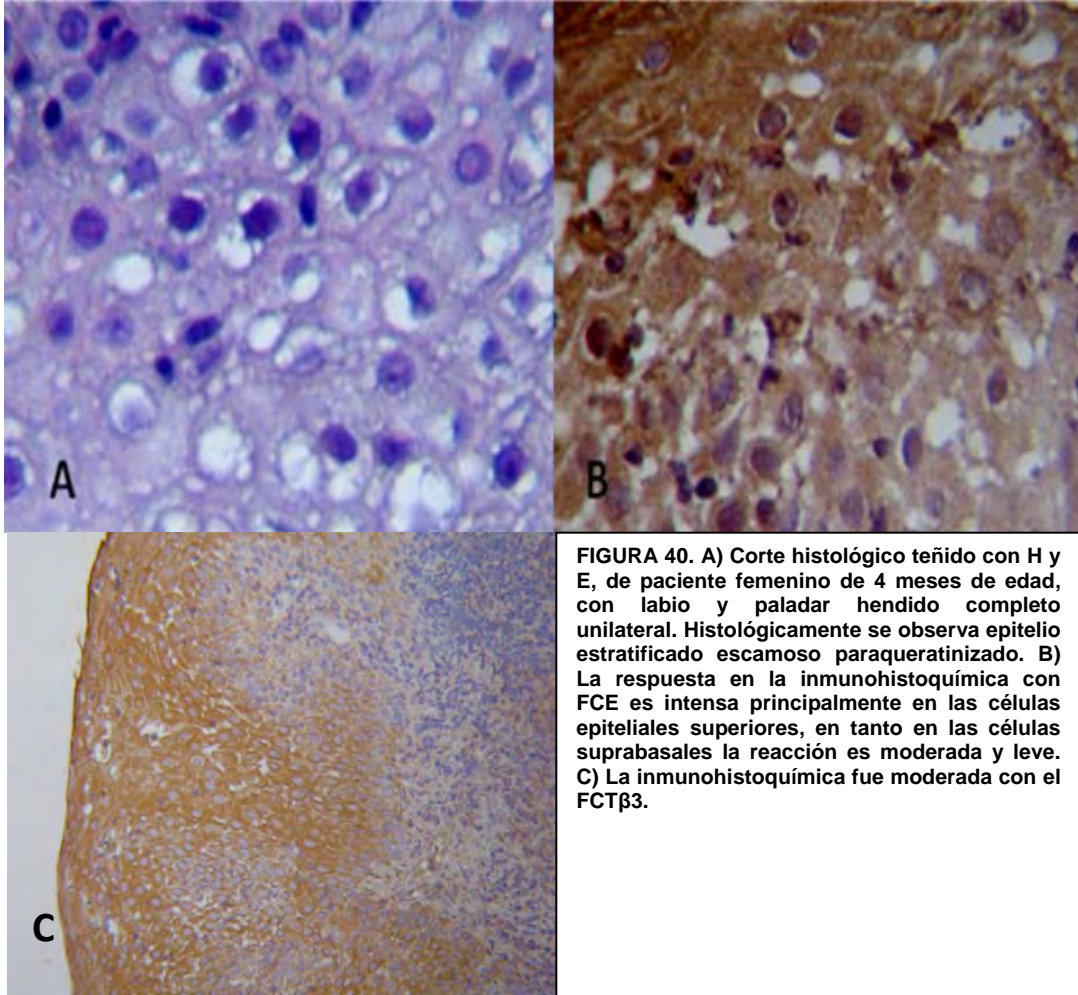 A
B
C
FIGURA 40. A) Corte histológico teñido con H y
E, de paciente femenino de 4 meses de edad,
con labio y paladar hendido completo
unilateral. Histológicamente se observa epitelio
estratificado escamoso paraqueratinizado. B)
La respuesta en la inmunohistoquímica con
FCE es intensa principalmente en las células
epiteliales superiores, en tanto en las células
suprabasales la reacción es moderada y leve.
C) La inmunohistoquímica fue moderada con el
FCTβ3.